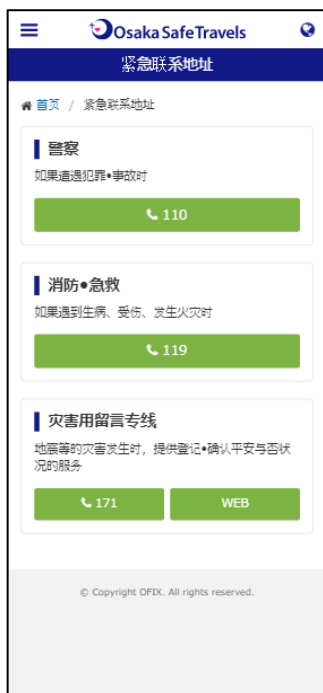 Osaka Safe Travels
紧急联系地址
首页 / 紧急联系地址
警察
如果遭遇犯罪•事故时
110
消防•急救
如果遇到生病、受伤、发生火灾时
119
灾害用留言专线
地震等的灾害发生时，提供登记•确认平安与否状
况的服务
171 WEB
© Copyright OFIX. All rights reserved.